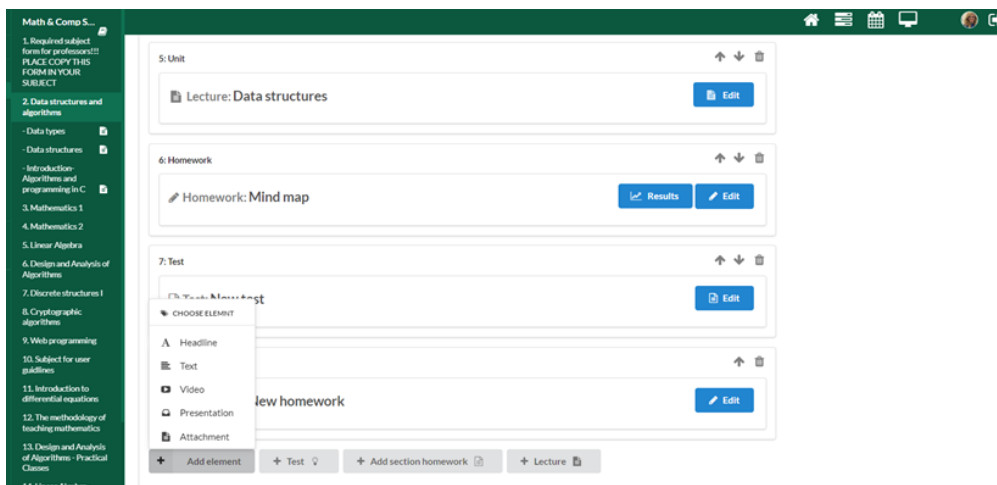 Math & Comp S...
1. Required subject
form for professors!!!
PLACE COPY THIS
FORM IN YOUR
SUBJECT
2. Data structures and
algorithms
- Data types
- Data structures
- Introduction-
Algorithms and
programming in C
3. Mathematics 1
4. Mathematics 2
5. Linear Algebra
6. Design and Analysis of
Algorithms
7. Discrete structures I
8. Cryptographic
algorithms
9. Web programming
10. Subject for user
guidlines
11. Introduction to
differential equations
12. The methodology of
teaching mathematics
13. Design and Analysis
of Algorithms - Practical
Classes
5: Unit
Lecture: Data structures
Edit
6: Homework
Homework: Mind map
Results
Edit
7: Test
Test: New test
Edit
CHOOSE ELEMNT
Headline
Text
Video
Presentation
Attachment
New homework
Edit
+ Add element
+ Test
+ Add section homework
+ Lecture